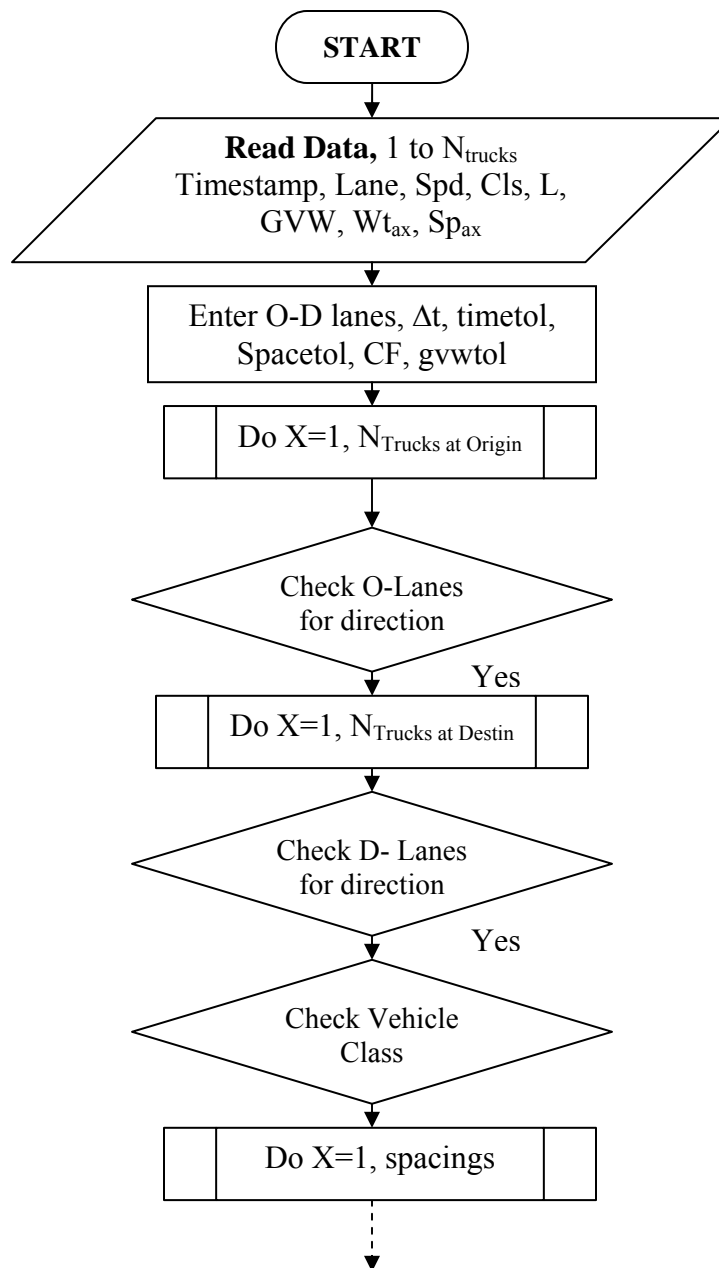 START
Read Data, 1 to Ntrucks
Timestamp, Lane, Spd, Cls, L,
GVW, Wtax, Spax
Enter O-D lanes, Δt, timetol,
Spacetol, CF, gvwtol
Do X=1, NTrucks at Origin
Check O-Lanes
for direction
Yes
Do X=1, NTrucks at Destin
Check D- Lanes
for direction
Yes
Check Vehicle
Class
Do X=1, spacings